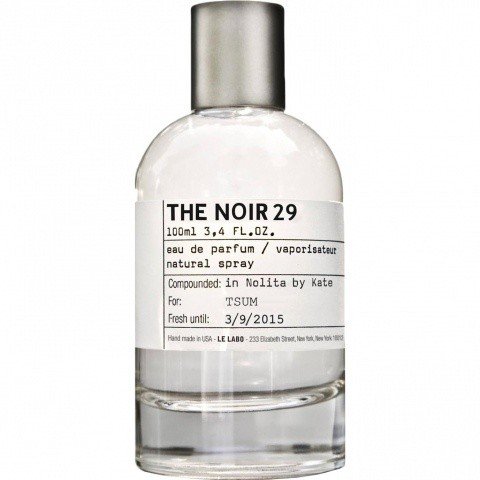 THE NOIR 29
100ml 3,4 FL.OZ.
eau de parfum / vaporisateur
natural spray
Compounded: in Nolita by Kate
For: TSUM
Fresh until: 3/9/2015
Hand made in USA - LE LABO - 233 Elizabeth Street, New York, New York,